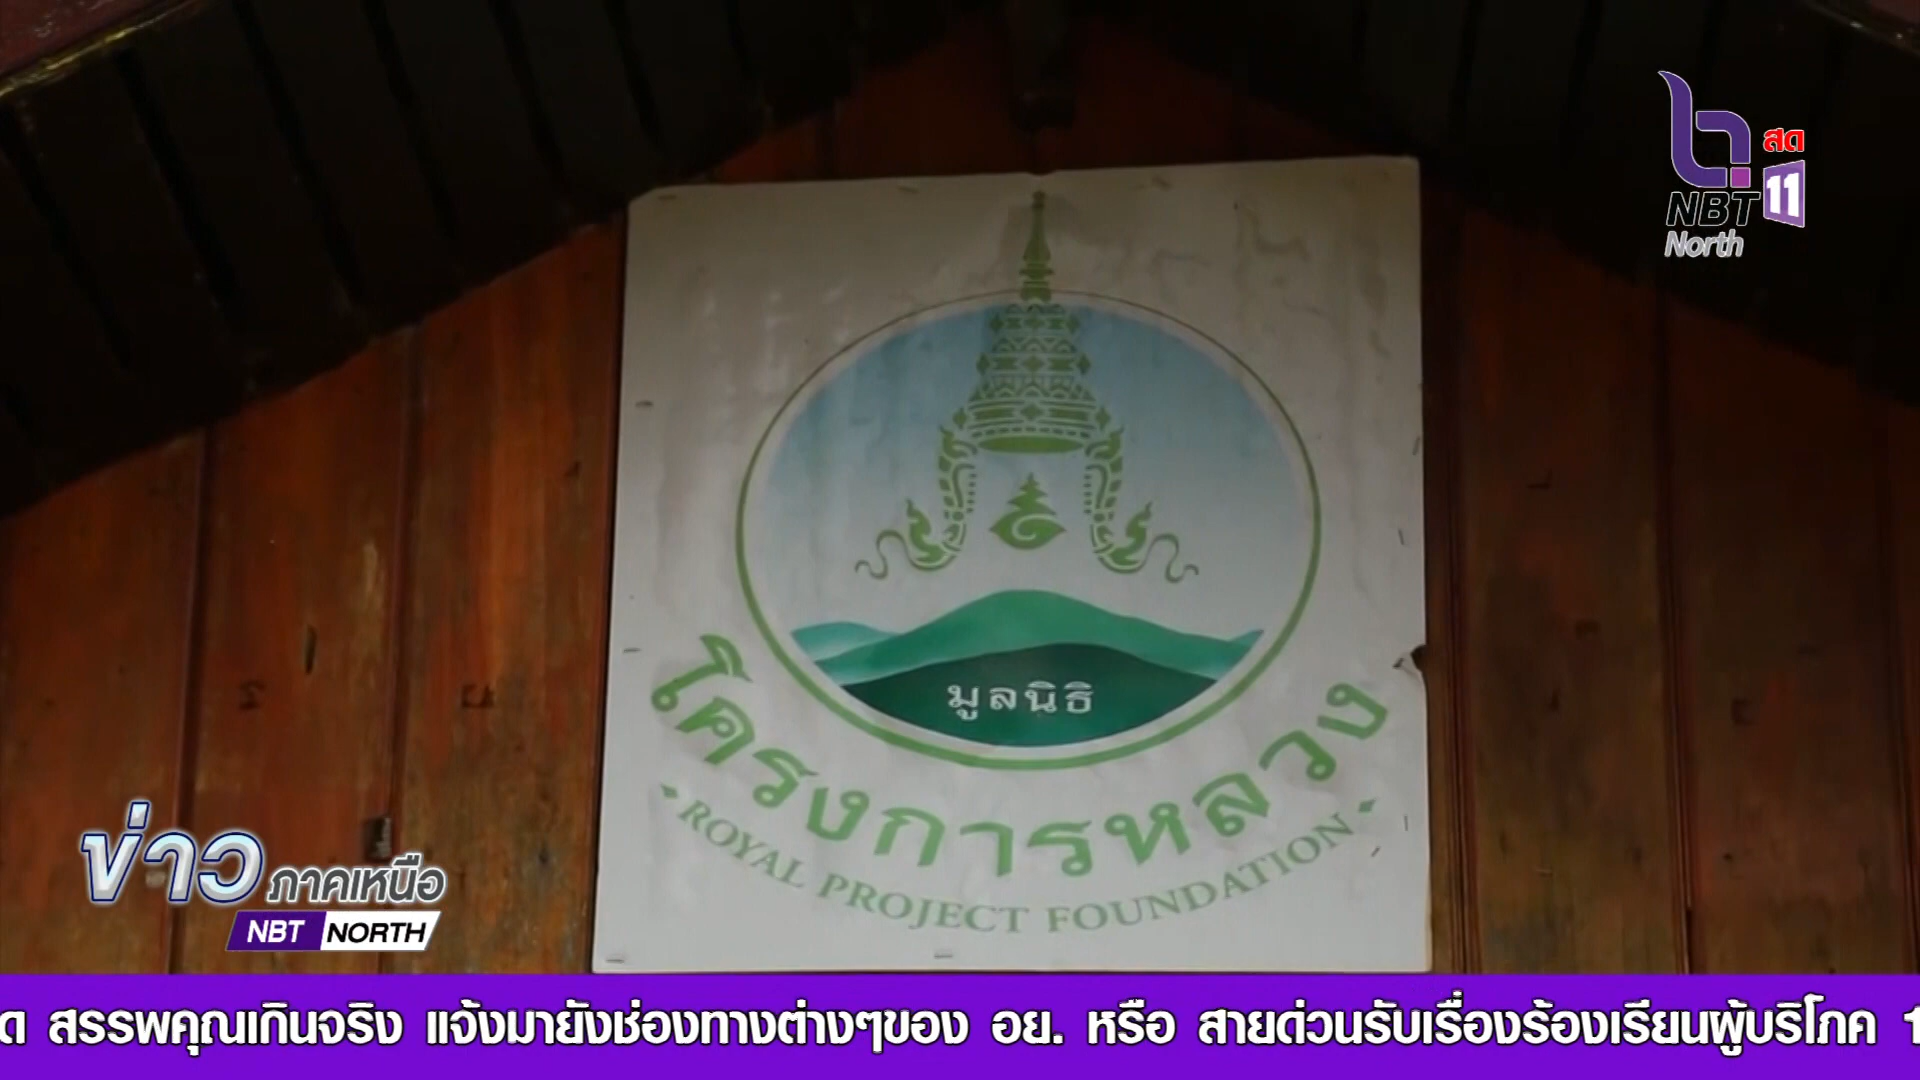 สด
NBT 11
North
มูลนิธิ
โครงการหลวง
ROYAL PROJECT FOUNDATION
ข่าว
ภาคเหนือ
NBT NORTH
ด สรรพคุณเกินจริง แจ้งมายังช่องทางต่างๆของ อย. หรือ สายด่วนรับเรื่องร้องเรียนผู้บริโภค 1